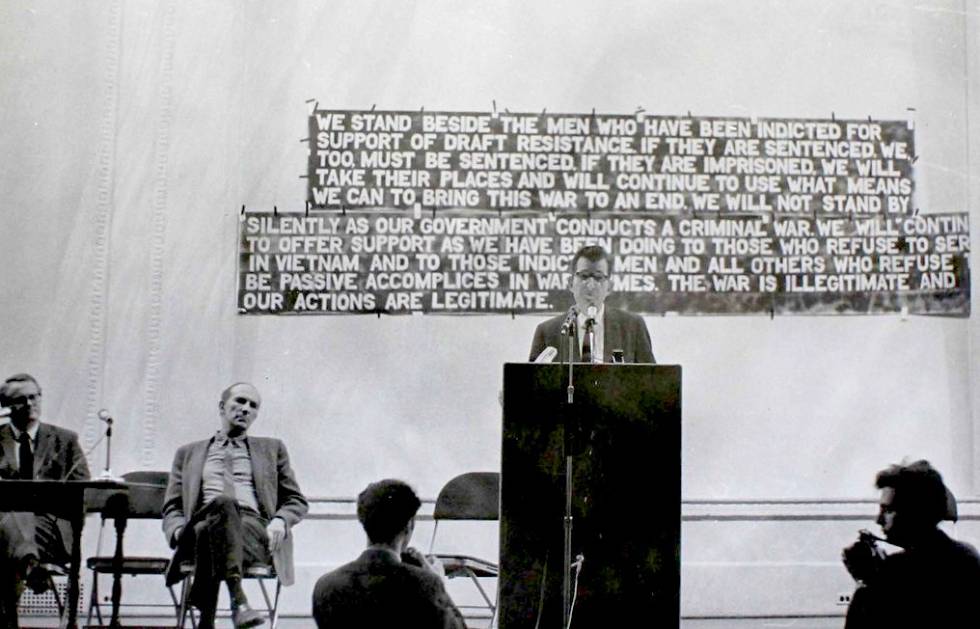 WE STAND BESIDE THE MEN WHO HAVE BEEN INDICTED FOR
SUPPORT OF DRAFT RESISTANCE. IF THEY ARE SENTENCED, WE,
TOO, MUST BE SENTENCED. IF THEY ARE IMPRISONED, WE WILL
TAKE THEIR PLACES AND WILL CONTINUE TO USE WHAT MEANS
WE CAN TO BRING THIS WAR TO AN END. WE WILL NOT STAND BY
SILENTLY AS OUR GOVERNMENT CONDUCTS A CRIMINAL WAR. WE WILL CONTIN
TO OFFER SUPPORT AS WE HAVE BEEN DOING TO THOSE WHO REFUSE TO SER
IN VIETNAM AND TO THOSE INDIC MEN AND ALL OTHERS WHO REFUSE
BE PASSIVE ACCOMPLICES IN WAR MES. THE WAR IS ILLEGITIMATE AND
OUR ACTIONS ARE LEGITIMATE.